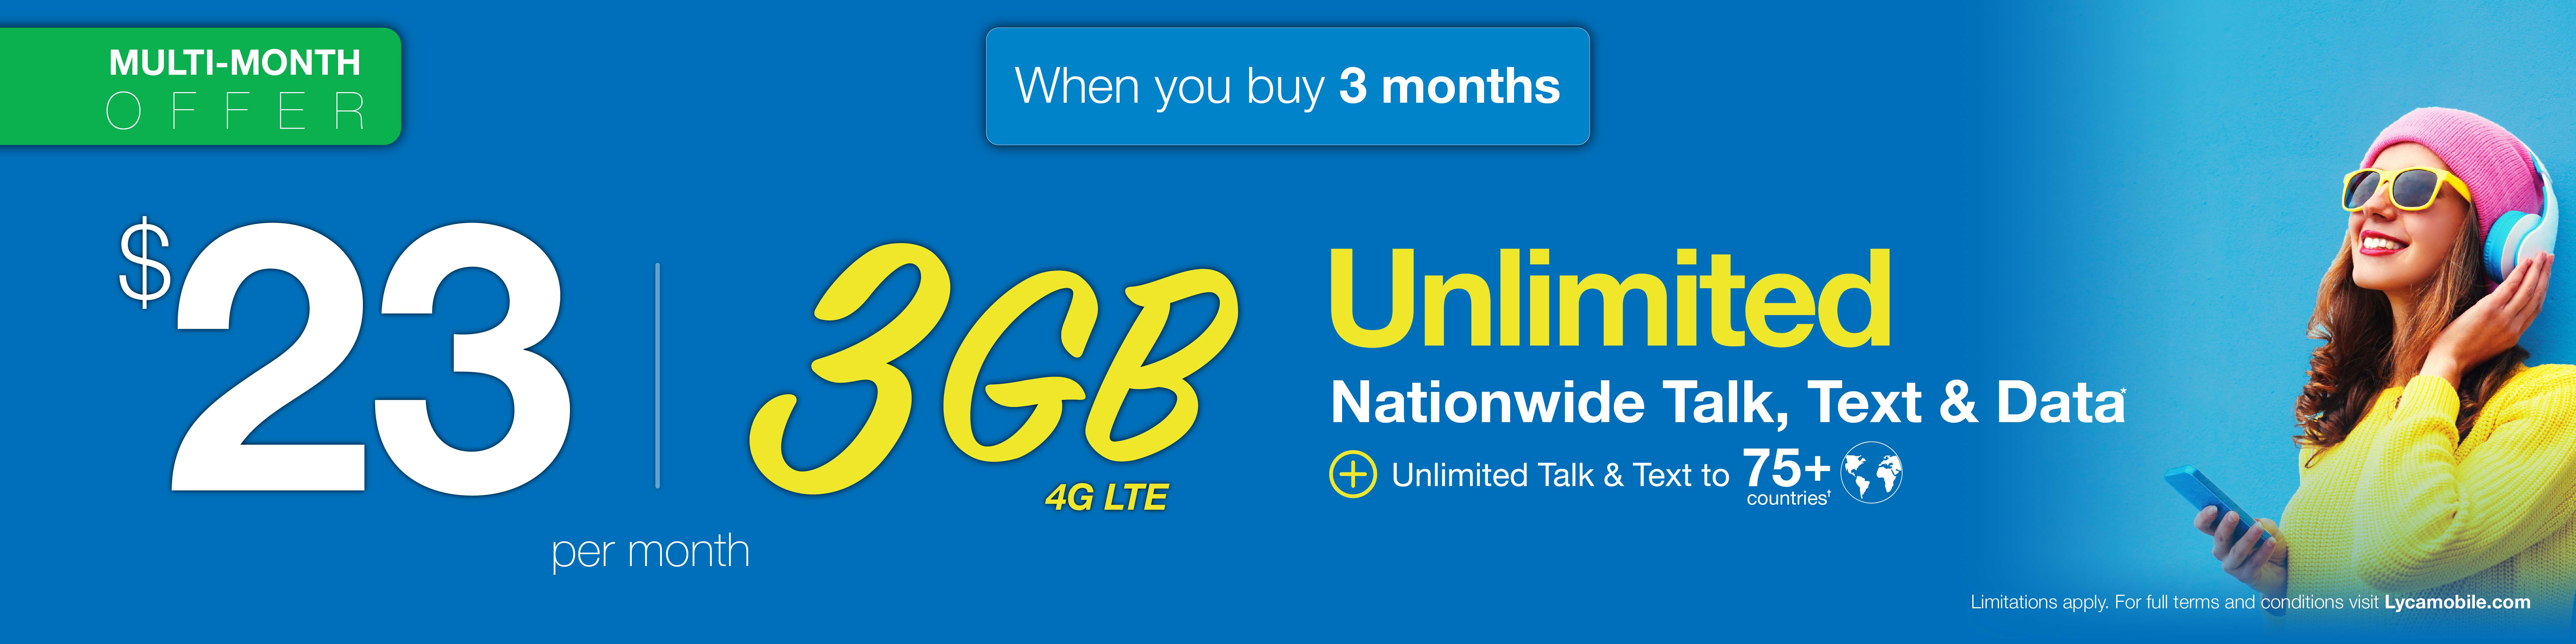 MULTI-MONTH
OFFER
When you buy 3 months
$23
per month
3GB
4G LTE
Unlimited
Nationwide Talk, Text & Data*
+ Unlimited Talk & Text to 75+
countries†
Limitations apply. For full terms and conditions visit Lycamobile.com